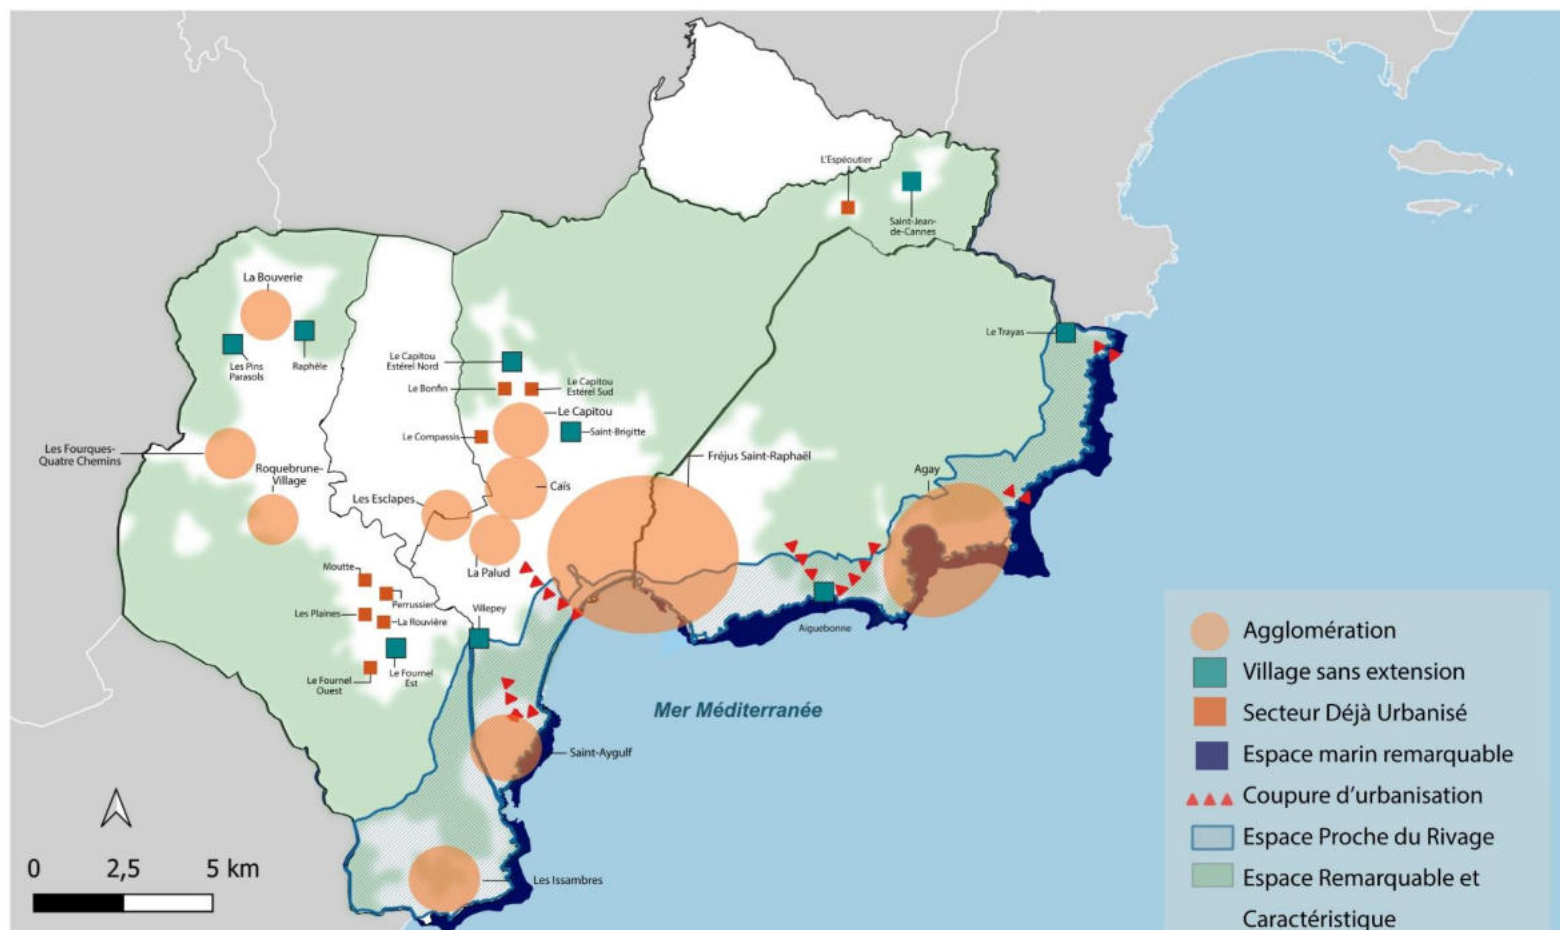 L'Espéoutier
Saint-Jean-
de-Cannes
La Bouverie
Le Trayas
Les Pins
Parasols
Raphéle
Le Capitou
Estérel Nord
Le Bonfin
Le Capitou
Estérel Sud
Le Capitou
Le Compassis
Saint-Brigitte
Les Fourques-
Quatre Chemins
Roquebrune-
Village
Fréjus Saint-Raphaël
Agay
Les Esclapes
Caïs
La Palud
Moutte
Perrussier
Les Plaines
La Rouvière
Villepey
Aiguebonne
Le Fournel
Ouest
Le Fournel
Est
Mer Méditerranée
Saint-Aygulf
Les Issambres
0 2,5 5 km
Agglomération
Village sans extension
Secteur Déjà Urbanisé
Espace marin remarquable
Coupure d'urbanisation
Espace Proche du Rivage
Espace Remarquable et
Caractéristique